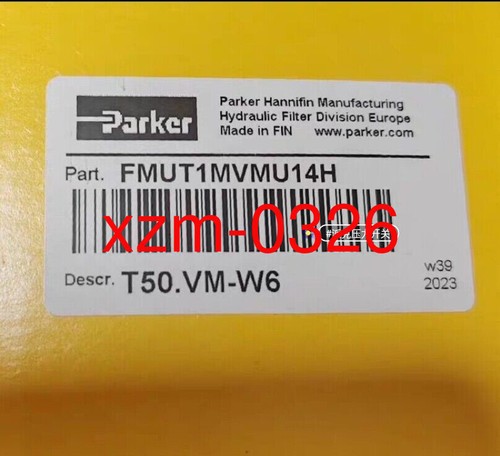 Parker
Parker Hannifin Manufacturing
Hydraulic Filter Division Europe
Made in FIN www.parker.com
Part. FMUT1MVMU14H
xzm-0326
Descr. T50.VM-W6
w39
2023